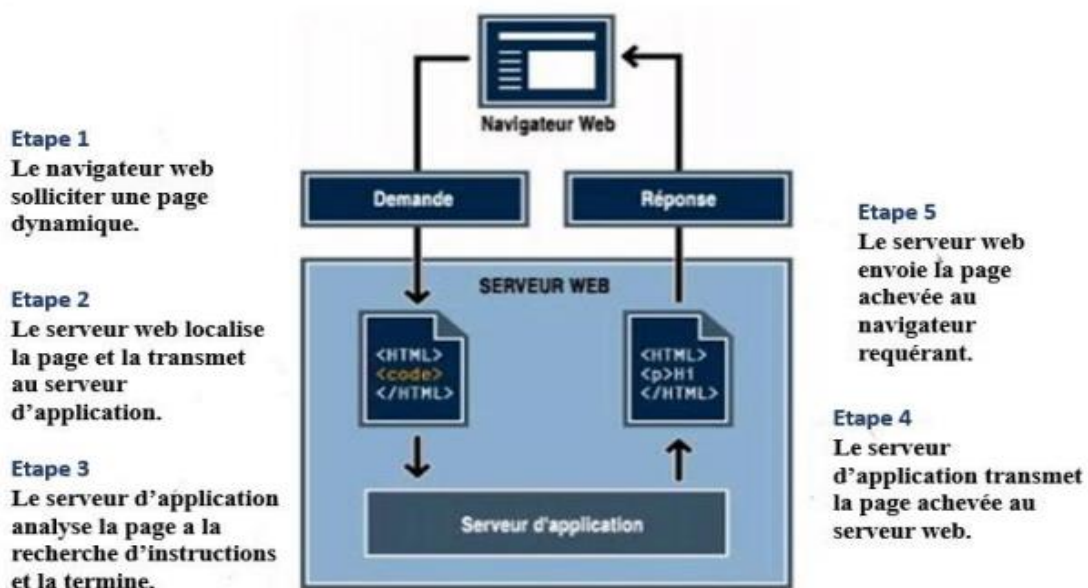 Navigateur Web
Etape 1
Le navigateur web
solliciter une page
dynamique.
Demande
Réponse
Etape 2
Le serveur web localise
la page et la transmet
au serveur
d'application.
Etape 3
Le serveur d'application
analyse la page a la
recherche d'instructions
et la termine.
SERVEUR WEB
<HTML>
<code>
</HTML>
<HTML>
<p>H1
</HTML>
Serveur d'application
Etape 5
Le serveur web
envoie la page
achevée au
navigateur
requérant.
Etape 4
Le serveur
d'application transmet
la page achevée au
serveur web.